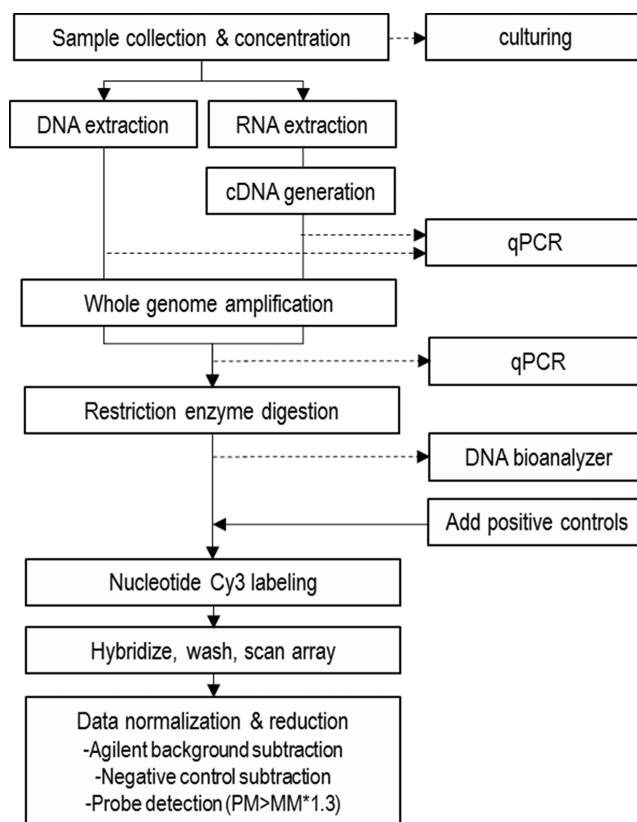 Sample collection & concentration
culturing
DNA extraction
RNA extraction
cDNA generation
qPCR
Whole genome amplification
qPCR
Restriction enzyme digestion
DNA bioanalyzer
Add positive controls
Nucleotide Cy3 labeling
Hybridize, wash, scan array
Data normalization & reduction
-Agilent background subtraction
-Negative control subtraction
-Probe detection (PM>MM*1.3)